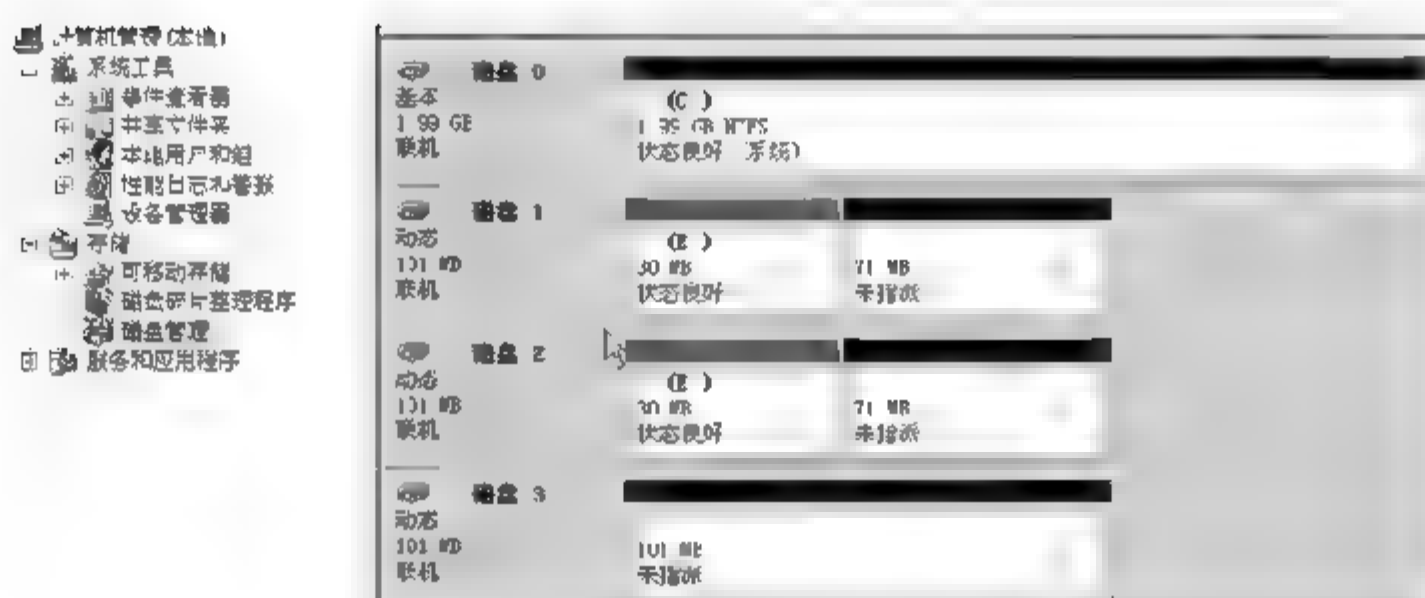 计算机管理(本地)
系统工具
事件查看器
共享文件夹
本地用户和组
性能日志和警报
设备管理器
存储
可移动存储
磁盘碎片整理程序
磁盘管理
服务和应用程序
磁盘 0
基本
1.99 GB
联机
(C:)
1.99 GB NTFS
状态良好 (系统)
磁盘 1
动态
101 MB
联机
(E:)
30 MB
状态良好
71 MB
未指派
磁盘 2
动态
101 MB
联机
(E:)
30 MB
状态良好
71 MB
未指派
磁盘 3
动态
101 MB
联机
101 MB
未指派